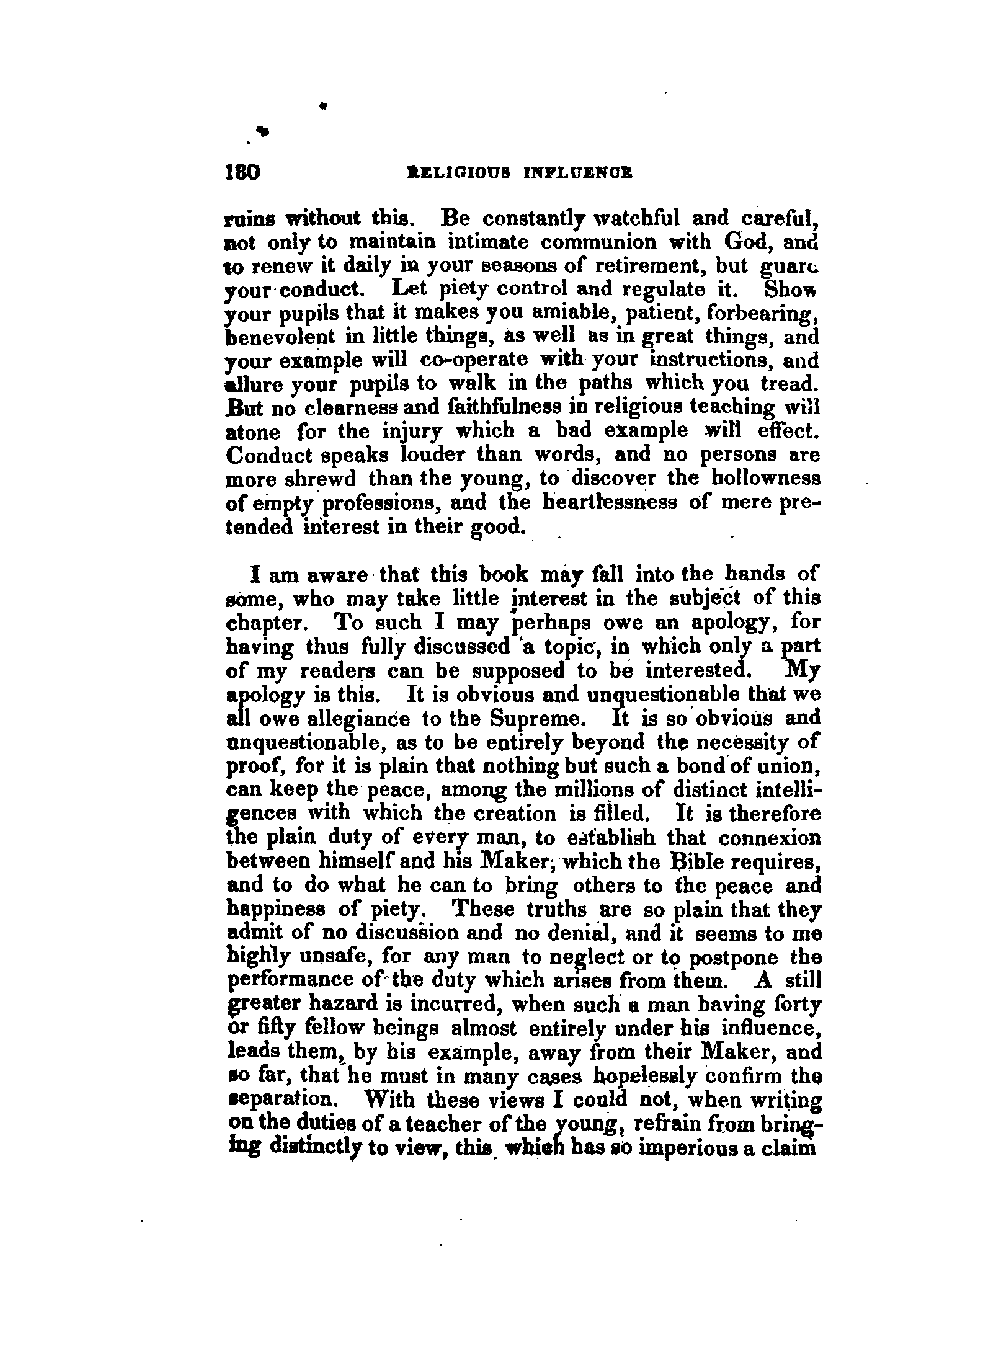 180 RELIGIOUS INFLUENCE
ruins without this. Be constantly watchful and careful,
not only to maintain intimate communion with God, and
to renew it daily in your seasons of retirement, but guard
your conduct. Let piety control and regulate it. Show
your pupils that it makes you amiable, patient, forbearing,
benevolent in little things, as well as in great things, and
your example will co-operate with your instructions, and
allure your pupils to walk in the paths which you tread.
But no clearness and faithfulness in religious teaching will
atone for the injury which a bad example will effect.
Conduct speaks louder than words, and no persons are
more shrewd than the young, to discover the hollowness
of empty professions, and the heartlessness of mere pre-
tended interest in their good.
I am aware that this book may fall into the hands of
some, who may take little interest in the subject of this
chapter. To such I may perhaps owe an apology, for
having thus fully discussed a topic, in which only a part
of my readers can be supposed to be interested. My
apology is this. It is obvious and unquestionable that we
all owe allegiance to the Supreme. It is so obvious and
unquestionable, as to be entirely beyond the necessity of
proof, for it is plain that nothing but such a bond of union,
can keep the peace, among the millions of distinct intelli-
gences with which the creation is filled. It is therefore
the plain duty of every man, to establish that connexion
between himself and his Maker, which the Bible requires,
and to do what he can to bring others to the peace and
happiness of piety. These truths are so plain that they
admit of no discussion and no denial, and it seems to me
highly unsafe, for any man to neglect or to postpone the
performance of the duty which arises from them. A still
greater hazard is incurred, when such a man having forty
or fifty fellow beings almost entirely under his influence,
leads them, by his example, away from their Maker, and
so far, that he must in many cases hopelessly confirm the
separation. With these views I could not, when writing
on the duties of a teacher of the young, refrain from bring-
ing distinctly to view, this which has so imperious a claim